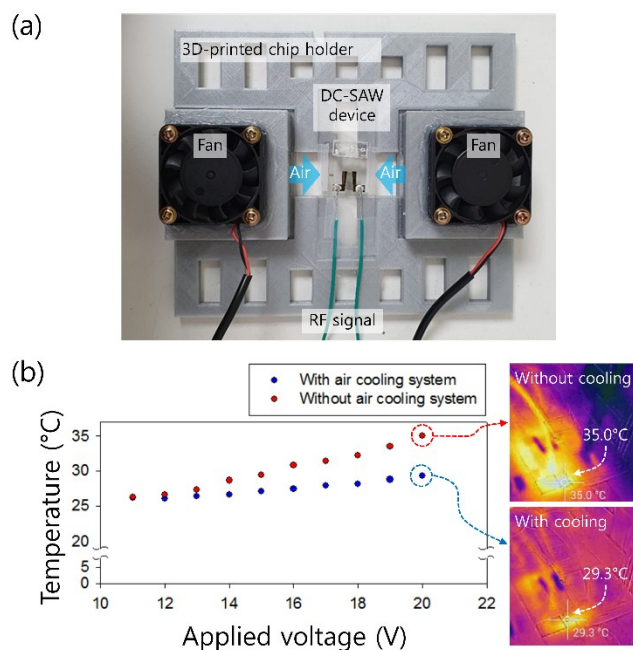 (a)
3D-printed chip holder
DC-SAW
device
Fan
Air
Air
Fan
RF signal
(b)
With air cooling system
Without air cooling system
Temperature (°C)
35
30
25
20
5
0
10
12
14
16
18
20
22
Applied voltage (V)
Without cooling
35.0°C
35.0 °C
With cooling
29.3°C
29.3 °C